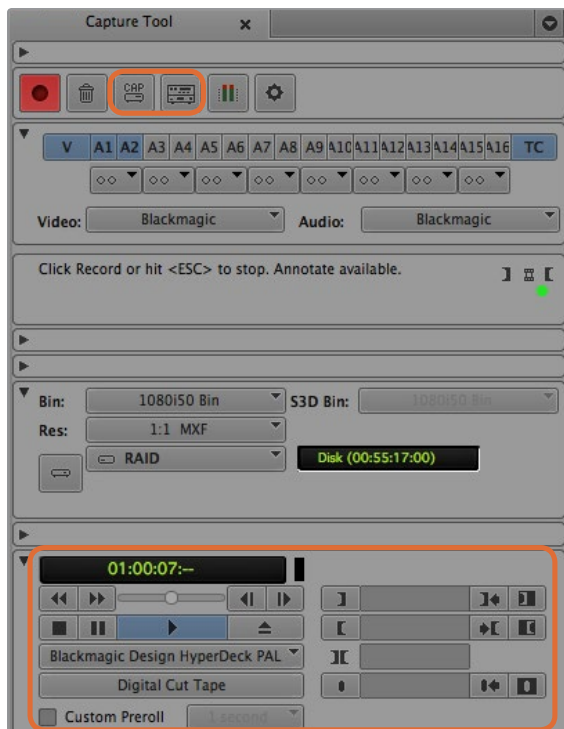 Capture Tool x
CAP
V A1 A2 A3 A4 A5 A6 A7 A8 A9 A10 A11 A12 A13 A14 A15 A16 TC
Video: Blackmagic Audio: Blackmagic
Click Record or hit <ESC> to stop. Annotate available.
Bin: 1080i50 Bin S3D Bin: 1080i50 Bin
Res: 1:1 MXF
RAID Disk (00:55:17:00)
01:00:07:--
Blackmagic Design HyperDeck PAL
Digital Cut Tape
Custom Preroll 1 second